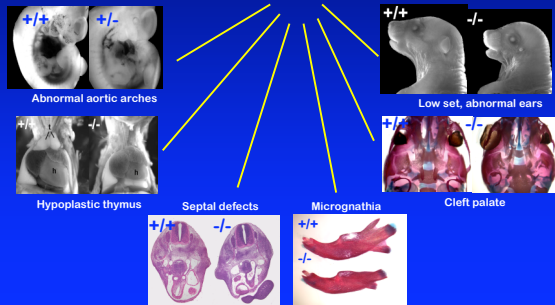 +/+ +/-
Abnormal aortic arches
+/+ -/-
Low set, abnormal ears
-/-
t
h h
Hypoplastic thymus
+/+ -/-
Cleft palate
Septal defects
+/+ -/-
Micrognathia
+/+
-/-